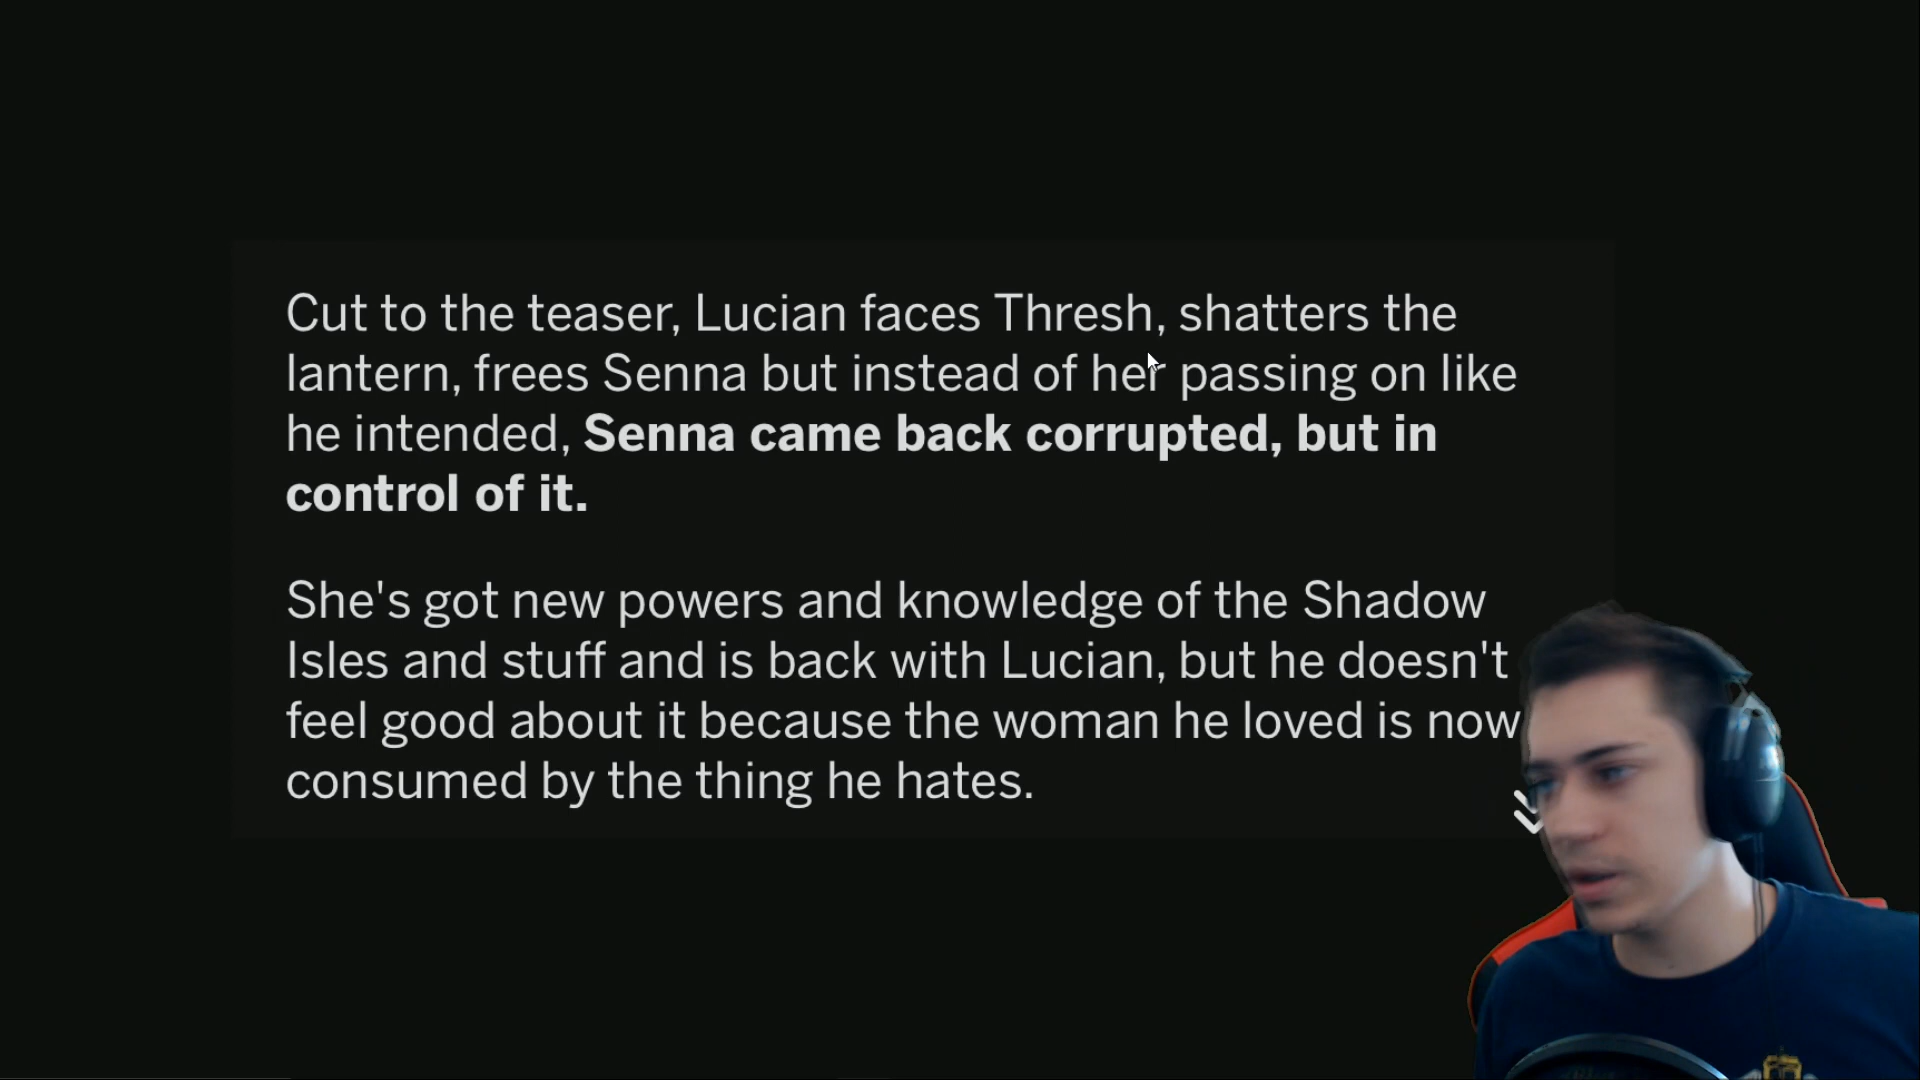 Cut to the teaser, Lucian faces Thresh, shatters the
lantern, frees Senna but instead of her passing on like
he intended, Senna came back corrupted, but in
control of it.
She's got new powers and knowledge of the Shadow
Isles and stuff and is back with Lucian, but he doesn't
feel good about it because the woman he loved is now
consumed by the thing he hates.